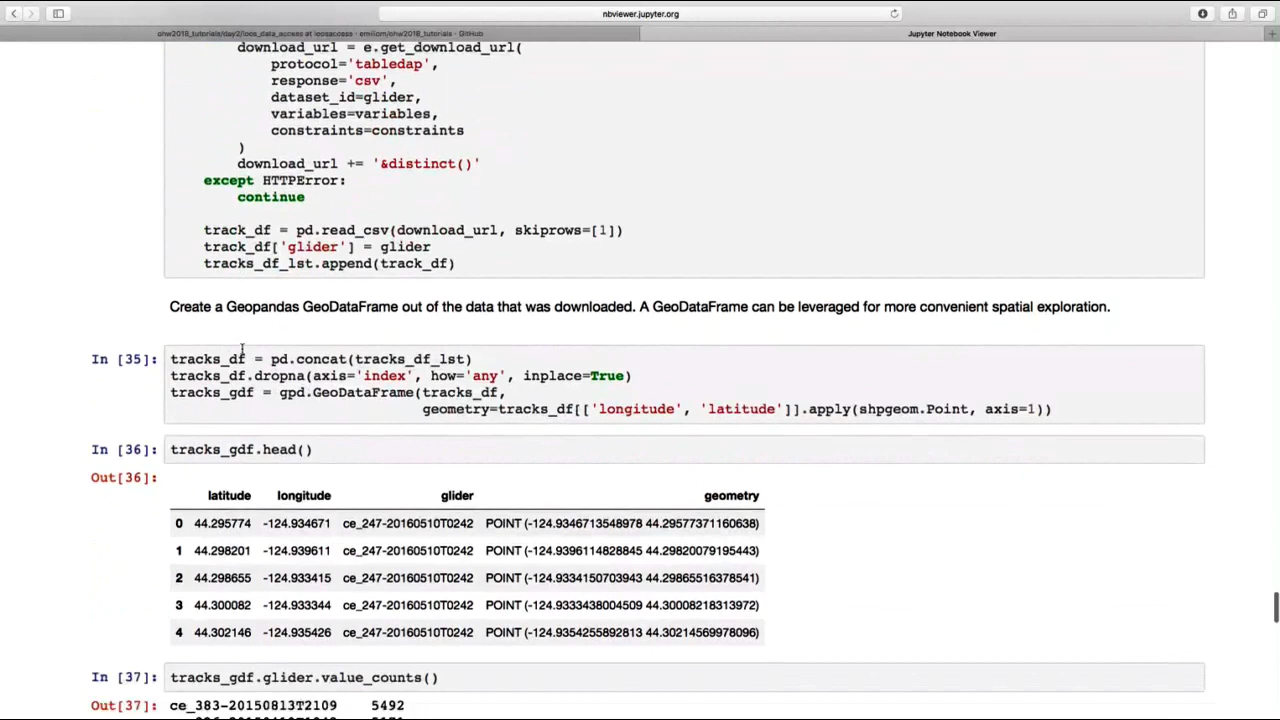 nbviewer.jupyter.org
ohw2018_tutorials/day2/ioos_data_access at ioosaccess · emiliom/ohw2018_tutorials · GitHub
Jupyter Notebook Viewer
download_url = e.get_download_url(
protocol='tabledap',
response='csv',
dataset_id=glider,
variables=variables,
constraints=constraints
)
download_url += '&distinct()'
except HTTPError:
continue
track_df = pd.read_csv(download_url, skiprows=[1])
track_df['glider'] = glider
tracks_df_lst.append(track_df)
Create a Geopandas GeoDataFrame out of the data that was downloaded. A GeoDataFrame can be leveraged for more convenient spatial exploration.
In [35]: tracks_df = pd.concat(tracks_df_lst)
tracks_df.dropna(axis='index', how='any', inplace=True)
tracks_gdf = gpd.GeoDataFrame(tracks_df,
geometry=tracks_df[['longitude', 'latitude']].apply(shpgeom.Point, axis=1))
In [36]: tracks_gdf.head()
Out[36]:
latitude longitude glider geometry
0 44.295774 -124.934671 ce_247-20160510T0242 POINT (-124.9346713548978 44.29577371160638)
1 44.298201 -124.939611 ce_247-20160510T0242 POINT (-124.9396114828845 44.29820079195443)
2 44.298655 -124.933415 ce_247-20160510T0242 POINT (-124.9334150703943 44.29865516378541)
3 44.300082 -124.933344 ce_247-20160510T0242 POINT (-124.9333438004509 44.30008218313972)
4 44.302146 -124.935426 ce_247-20160510T0242 POINT (-124.9354255892813 44.30214569978096)
In [37]: tracks_gdf.glider.value_counts()
Out[37]: ce_383-20150813T2109 5492